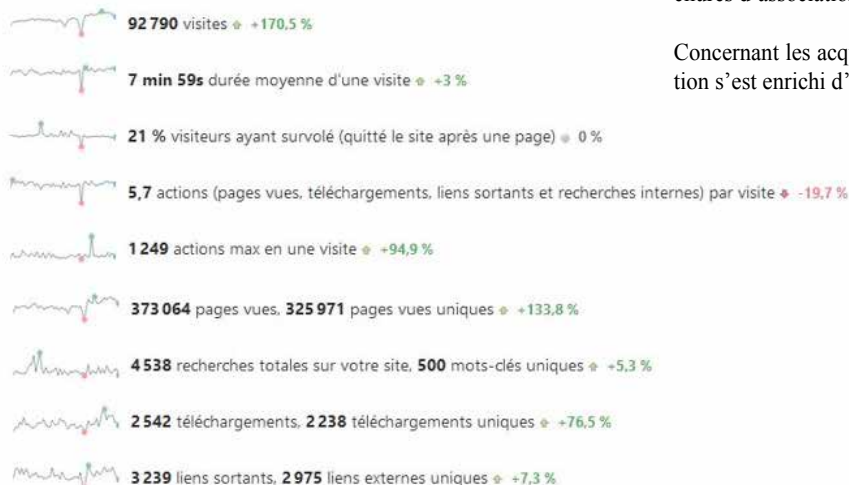 92 790 visites +170,5 %
7 min 59s durée moyenne d'une visite +3 %
21 % visiteurs ayant survolé (quitté le site après une page) 0 %
5,7 actions (pages vues, téléchargements, liens sortants et recherches internes) par visite -19,7 %
1 249 actions max en une visite +94,9 %
373 064 pages vues, 325 971 pages vues uniques +133,8 %
4 538 recherches totales sur votre site, 500 mots-clés uniques +5,3 %
2 542 téléchargements, 2 238 téléchargements uniques +76,5 %
3 239 liens sortants, 2 975 liens externes uniques +7,3 %
Concernant les acq
tion s'est enrichi d'